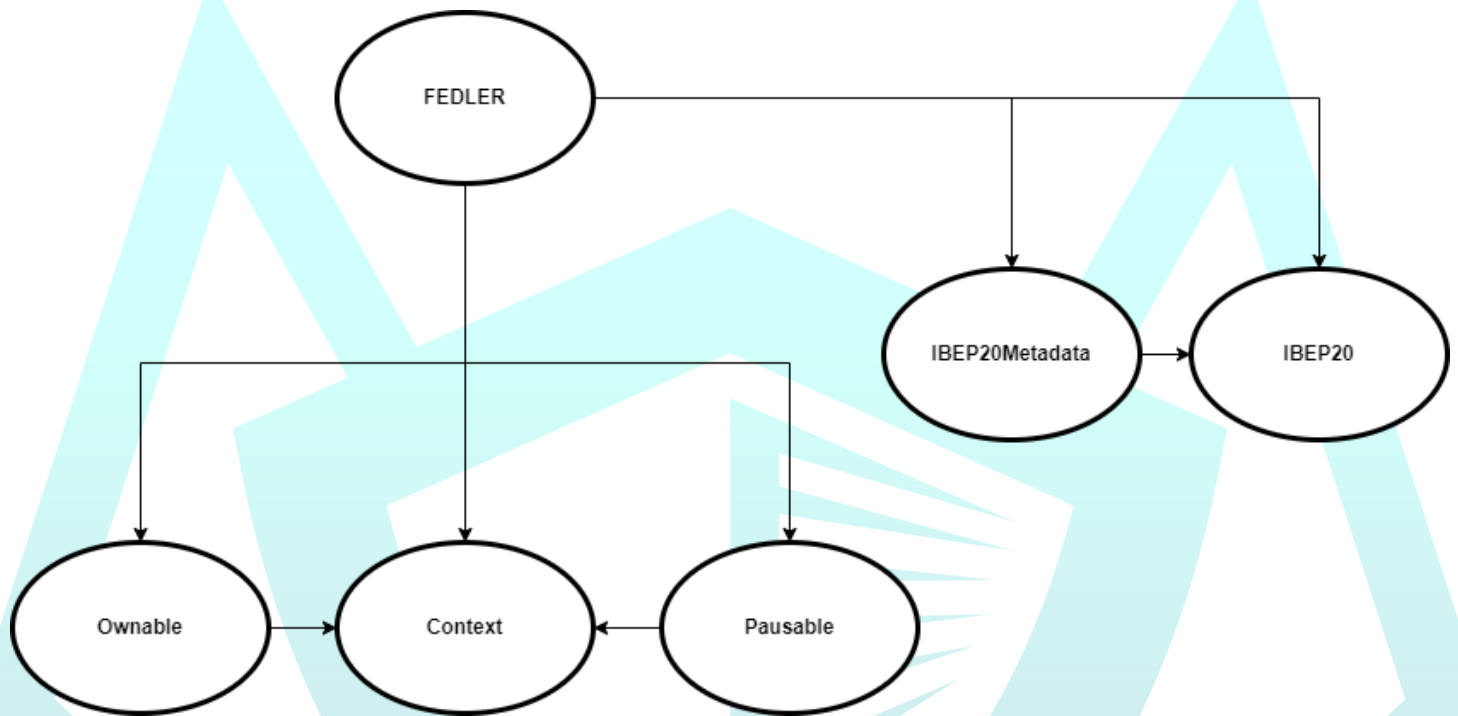 FEDLER
IBEP20Metadata
IBEP20
Ownable
Context
Pausable